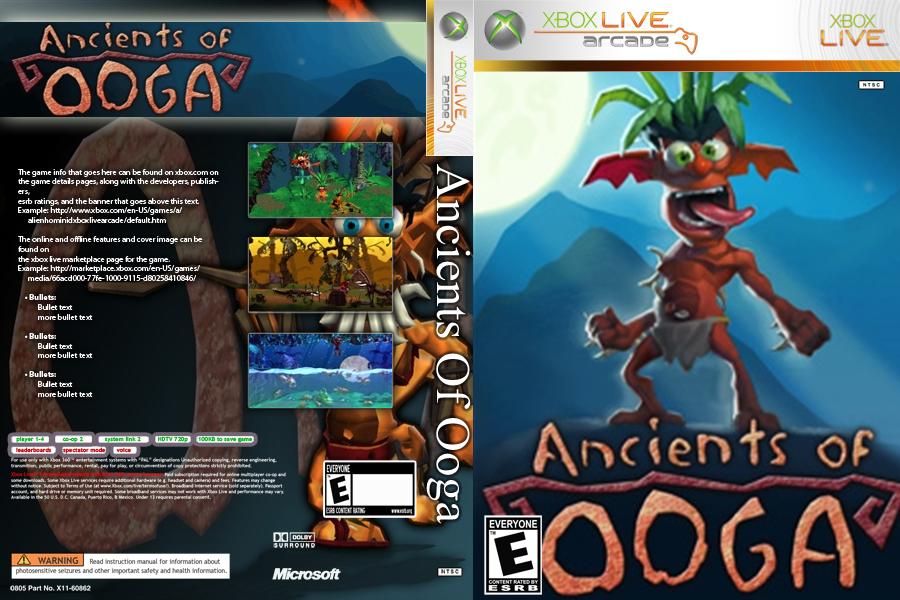 Ancients of
OOGA
The game info that goes here can be found on xbox.com on
the game details pages, along with the developers, publish-
ers,
esrb ratings, and the banner that goes above this text.
Example: http://www.xbox.com/en-US/games/a/
alienhominidxboxlivearcade/default.htm
The online and offline features and cover image can be
found on
the xbox live marketplace page for the game.
Example: http://marketplace.xbox.com/en-US/games/
media/66acd000-77fe-1000-9115-d80258410846/
• Bullets:
Bullet text
more bullet text
• Bullets:
Bullet text
more bullet text
• Bullets:
Bullet text
more bullet text
player 1-4 co-op 2 system link 2 HDTV 720p 100KB to save game
leaderboards spectator mode voice
For use only with Xbox 360™ entertainment systems with "PAL" designations Unauthorized copying, reverse engineering,
transmission, public performance, rental, pay for play, or circumvention of copy protections strictly prohibited.
Paid subscription required for online multiplayer co-op and
some downloads. Some Xbox Live services require additional hardware (e.g. headset and camera) and fees. Features may change
without notice. Subject to Terms of Use (at www.xbox.com/live/termsofuse/). Broadband Internet service (sold separately). Passport
account, and hard drive or memory unit required. Some broadband services may not work with Xbox Live and performance may vary.
Available in the 50 U.S. D.C. Canada, Puerto Rico, & Mexico. Under 13 requires parental consent.
EVERYONE
E
ESRB CONTENT RATING www.esrb.org
WARNING Read instruction manual for information about
photosensitive seizures and other important safety and health information.
0805 Part No. X11-60862
DOLBY
SURROUND
Microsoft
NTSC
XBOX LIVE
arcade
Ancients Of Ooga
XBOX LIVE
arcade
XBOX
LIVE
NTSC
Ancients of
OOGA
EVERYONE
E
CONTENT RATED BY
ESRB